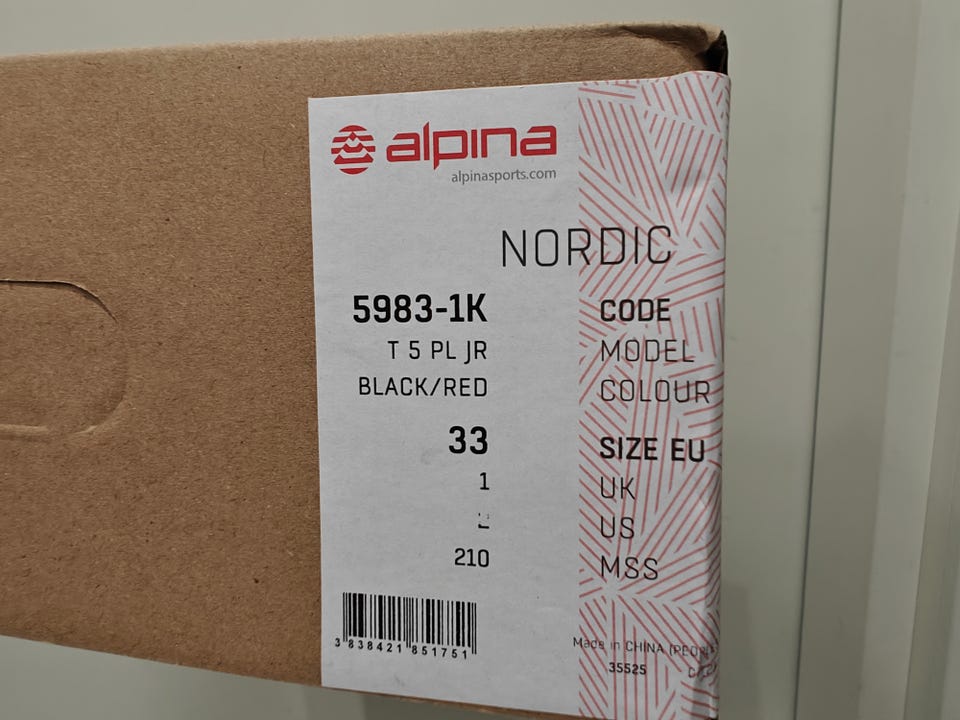 alpina
alpinasports.com
NORDIC
5983-1K CODE
T 5 PL JR MODEL
BLACK/RED COLOUR
33 SIZE EU
1 UK
US
210 MSS
3 838421 851751
Made in CHINA
35525